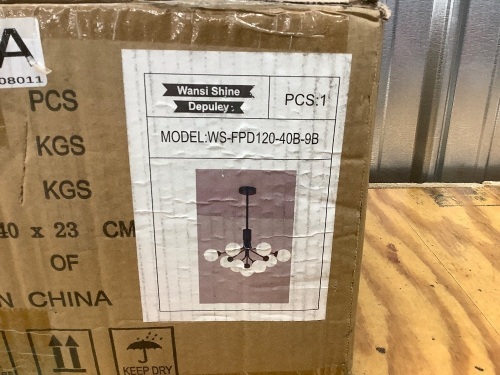 A
08011
PCS
KGS
KGS
40 x 23 CM
OF
N CHINA
KEEP DRY
Wansi Shine
Depuley:
PCS:1
MODEL:WS-FPD120-40B-9B